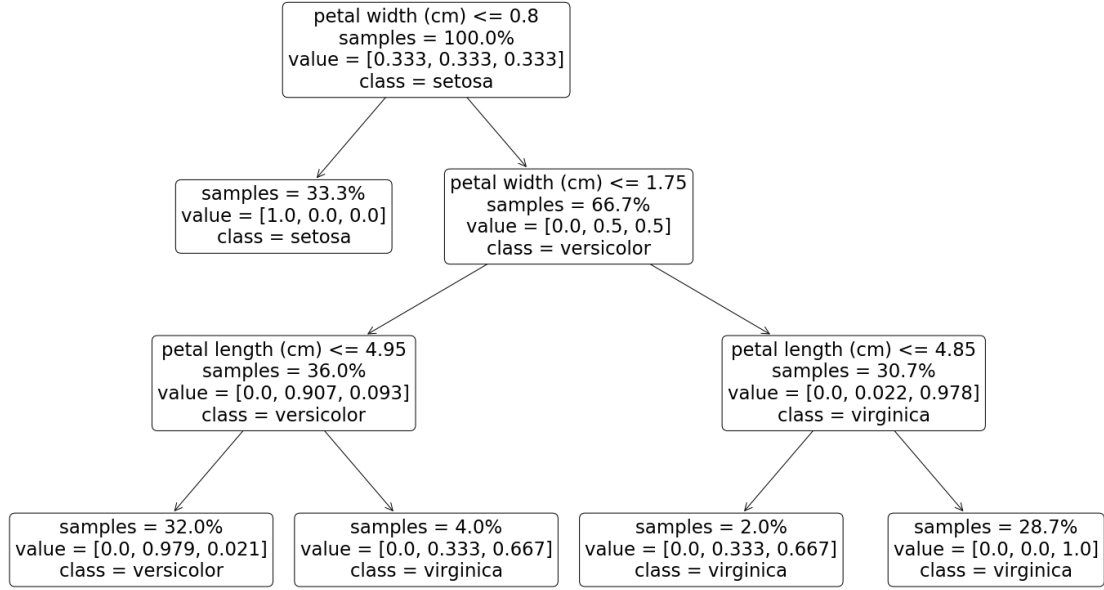 petal width (cm) <= 0.8
samples = 100.0%
value = [0.333, 0.333, 0.333]
class = setosa
samples = 33.3%
value = [1.0, 0.0, 0.0]
class = setosa
petal width (cm) <= 1.75
samples = 66.7%
value = [0.0, 0.5, 0.5]
class = versicolor
petal length (cm) <= 4.95
samples = 36.0%
value = [0.0, 0.907, 0.093]
class = versicolor
petal length (cm) <= 4.85
samples = 30.7%
value = [0.0, 0.022, 0.978]
class = virginica
samples = 32.0%
value = [0.0, 0.979, 0.021]
class = versicolor
samples = 4.0%
value = [0.0, 0.333, 0.667]
class = virginica
samples = 2.0%
value = [0.0, 0.333, 0.667]
class = virginica
samples = 28.7%
value = [0.0, 0.0, 1.0]
class = virginica